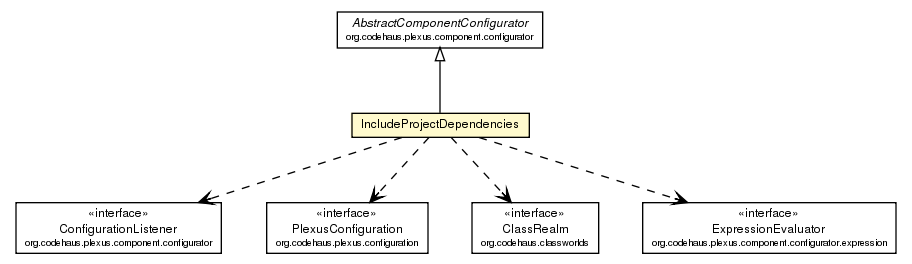 AbstractComponentConfigurator
org.codehaus.plexus.component.configurator
IncludeProjectDependencies
«interface»
ConfigurationListener
org.codehaus.plexus.component.configurator
«interface»
PlexusConfiguration
org.codehaus.plexus.configuration
«interface»
ClassRealm
org.codehaus.classworlds
«interface»
ExpressionEvaluator
org.codehaus.plexus.component.configurator.expression